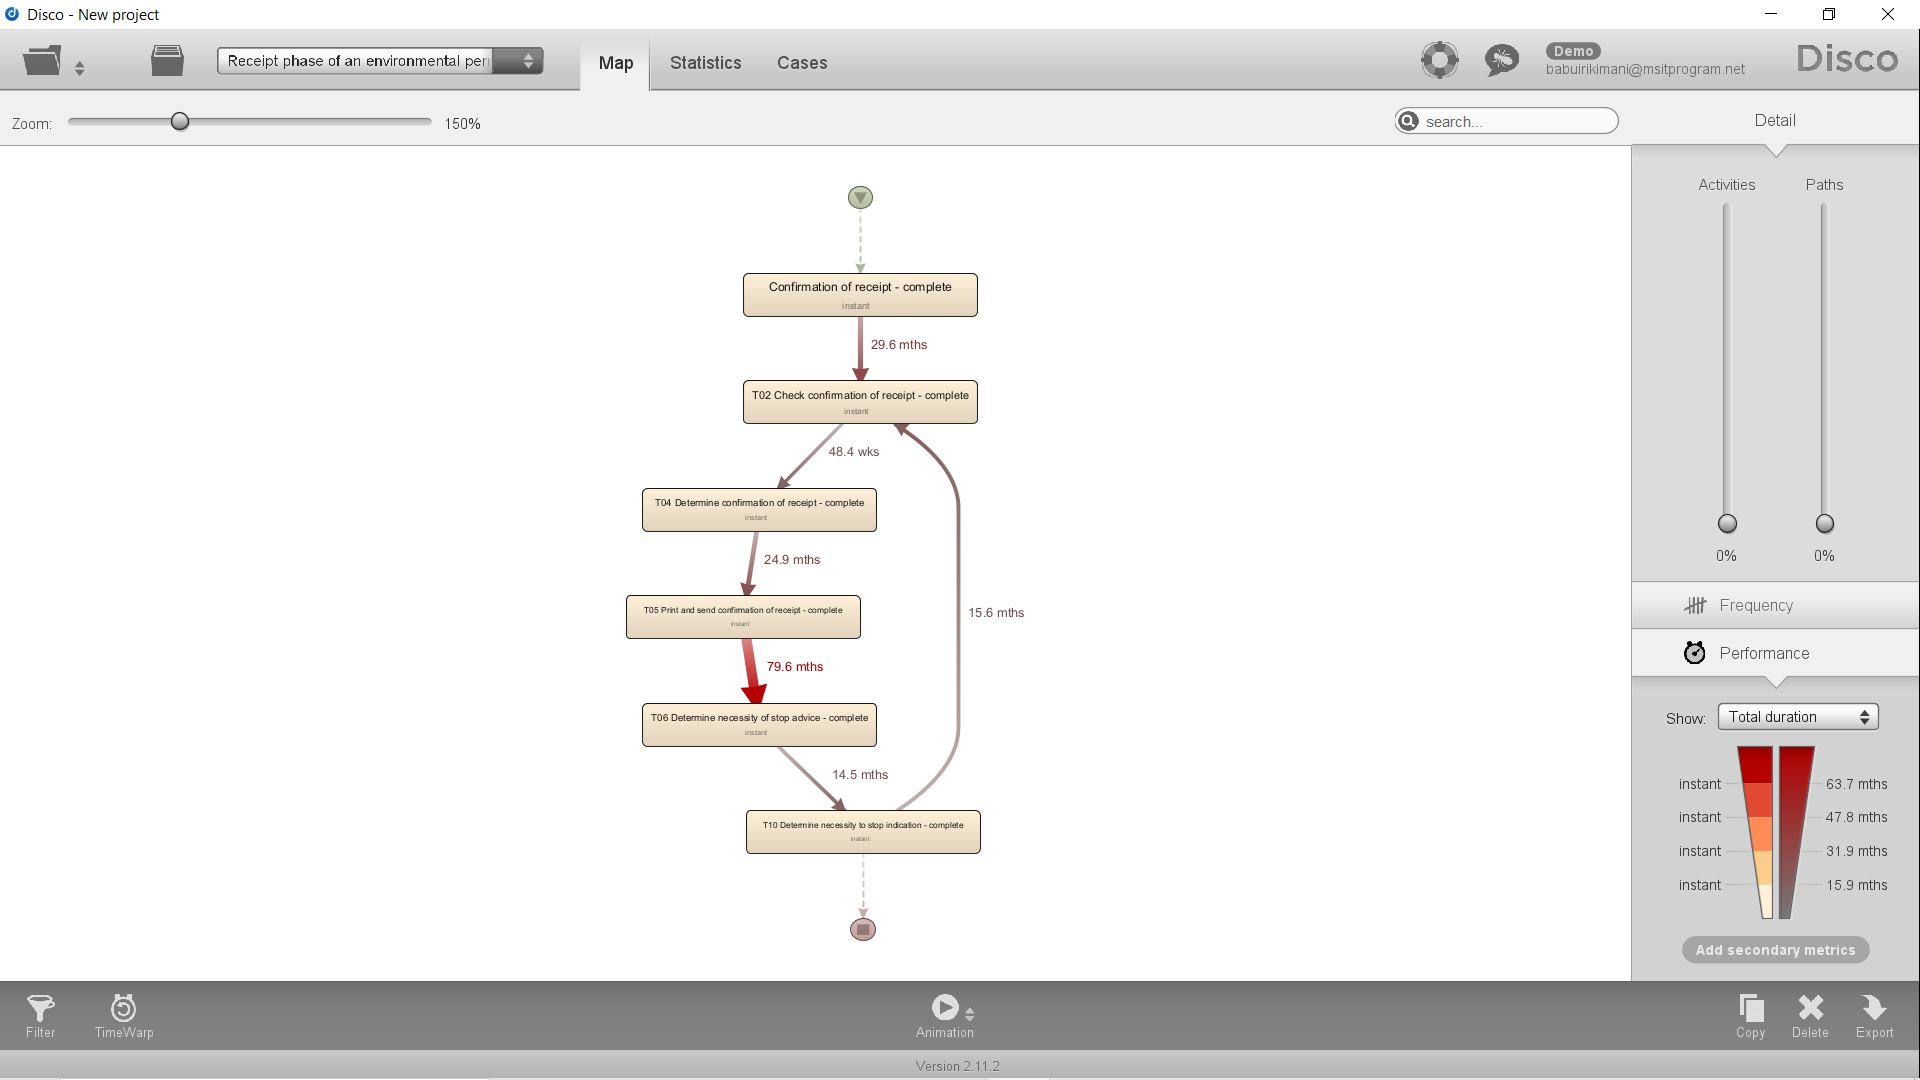 Disco - New project
Receipt phase of an environmental per
Map
Statistics
Cases
Demo
babuirikimani@msitprogram.net
Disco
Zoom:
150%
search...
Detail
Activities
Paths
0%
0%
Frequency
Performance
Show:
Total duration
instant
63.7 mths
instant
47.8 mths
instant
31.9 mths
instant
15.9 mths
Add secondary metrics
Confirmation of receipt - complete
instant
29.6 mths
T02 Check confirmation of receipt - complete
instant
48.4 wks
T04 Determine confirmation of receipt - complete
instant
24.9 mths
T05 Print and send confirmation of receipt - complete
instant
15.6 mths
79.6 mths
T06 Determine necessity of stop advice - complete
instant
14.5 mths
T10 Determine necessity to stop indication - complete
instant
Filter
TimeWarp
Animation
Copy
Delete
Export
Version 2.11.2